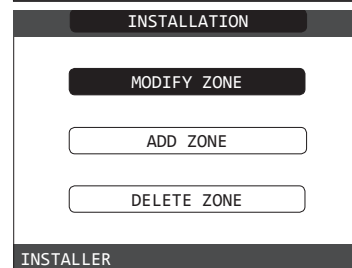 INSTALLATION
MODIFY ZONE
ADD ZONE
DELETE ZONE
INSTALLER